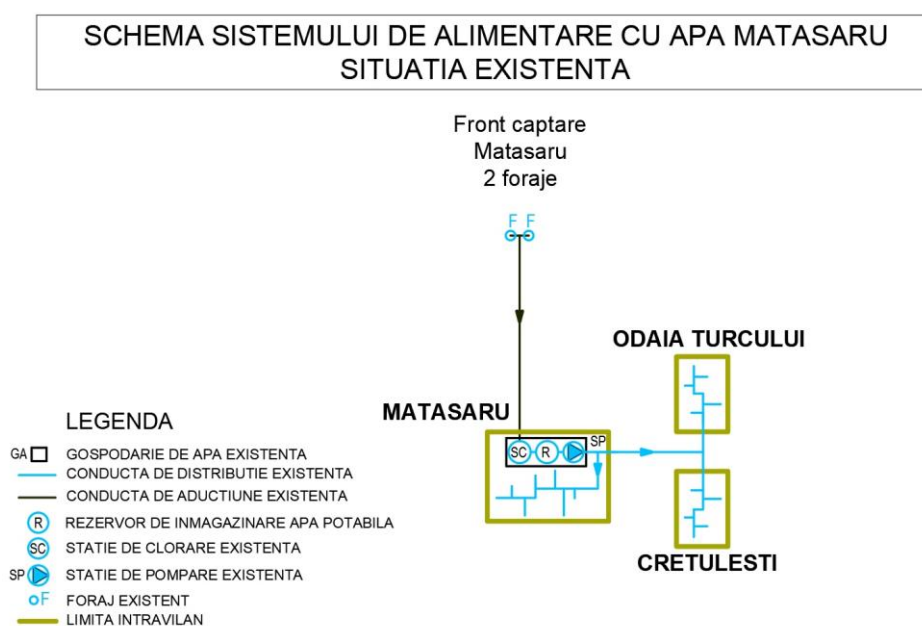 SCHEMA SISTEMULUI DE ALIMENTARE CU APA MATASARU
SITUATIA EXISTENTA
Front captare
Matasaru
2 foraje
F F
ODAIA TURCULUI
MATASARU
SC R SP
CRETULESTI
LEGENDA
GA GOSPODARIE DE APA EXISTENTA
CONDUCTA DE DISTRIBUTIE EXISTENTA
CONDUCTA DE ADUCTIUNE EXISTENTA
R REZERVOR DE INMAGAZINARE APA POTABILA
SC STATIE DE CLORARE EXISTENTA
SP STATIE DE POMPARE EXISTENTA
F FORAJ EXISTENT
LIMITA INTRAVILAN